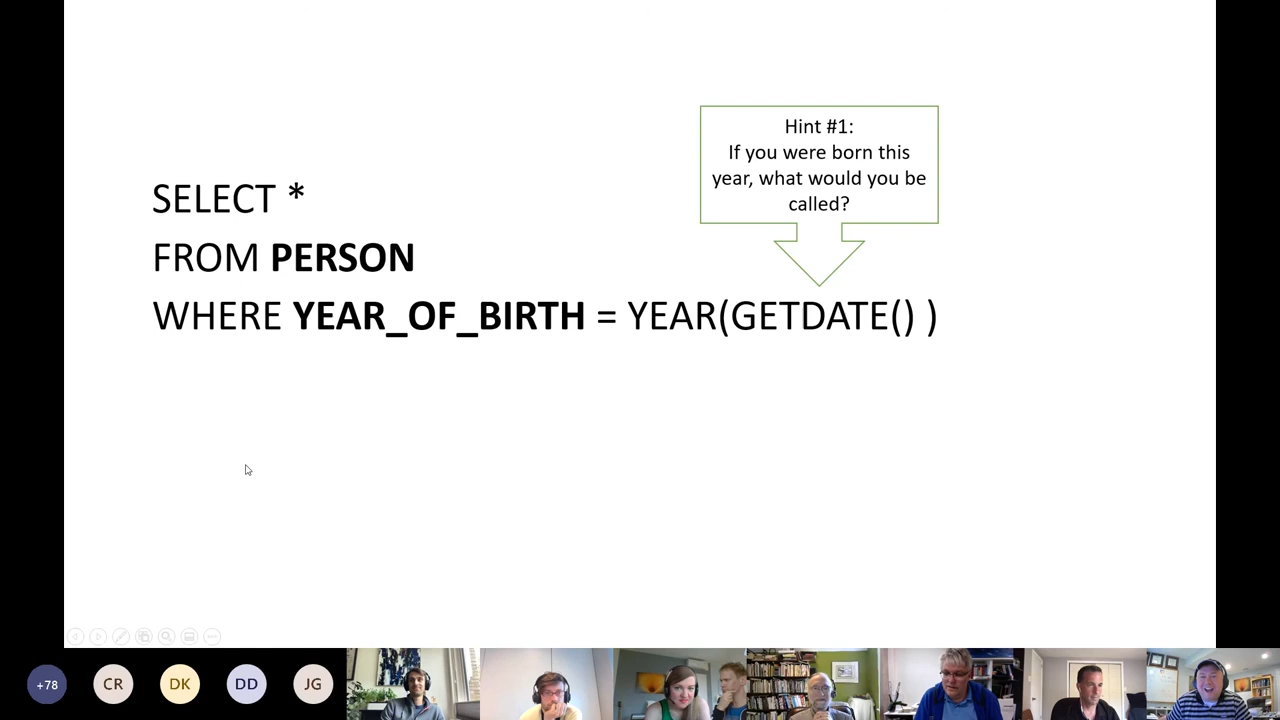 Hint #1:
If you were born this
year, what would you be
called?
SELECT *
FROM PERSON
WHERE YEAR_OF_BIRTH = YEAR(GETDATE() )
+78
CR
DK
DD
JG